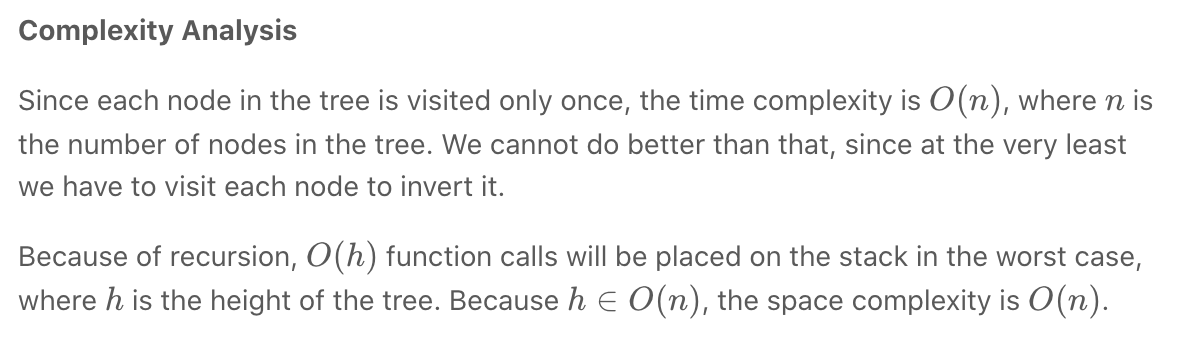 Complexity Analysis
Since each node in the tree is visited only once, the time complexity is O(n), where n is
the number of nodes in the tree. We cannot do better than that, since at the very least
we have to visit each node to invert it.
Because of recursion, O(h) function calls will be placed on the stack in the worst case,
where h is the height of the tree. Because h ∈ O(n), the space complexity is O(n).